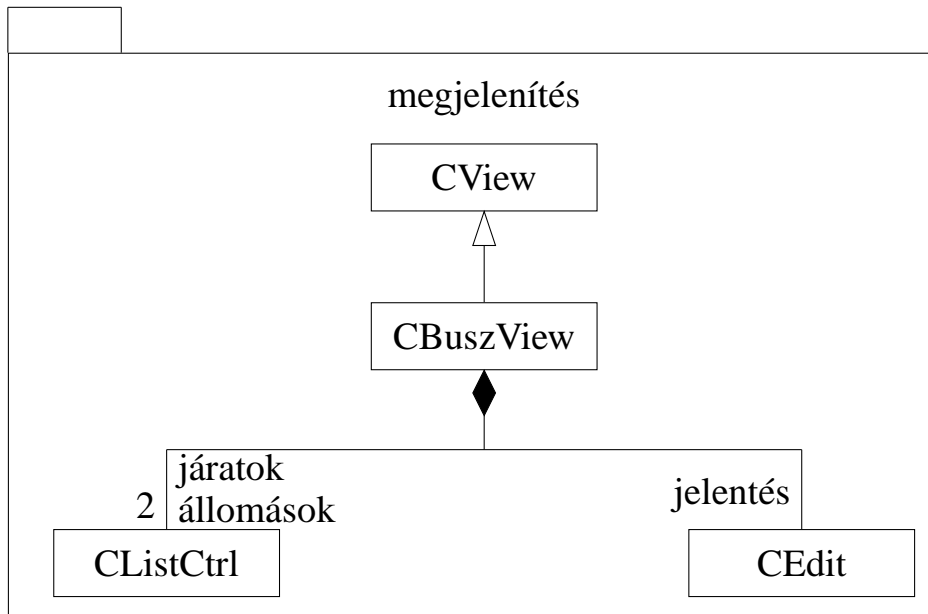 megjelenítés
CView
CBuszView
járatok
2
állomások
jelentés
CListCtrl
CEdit